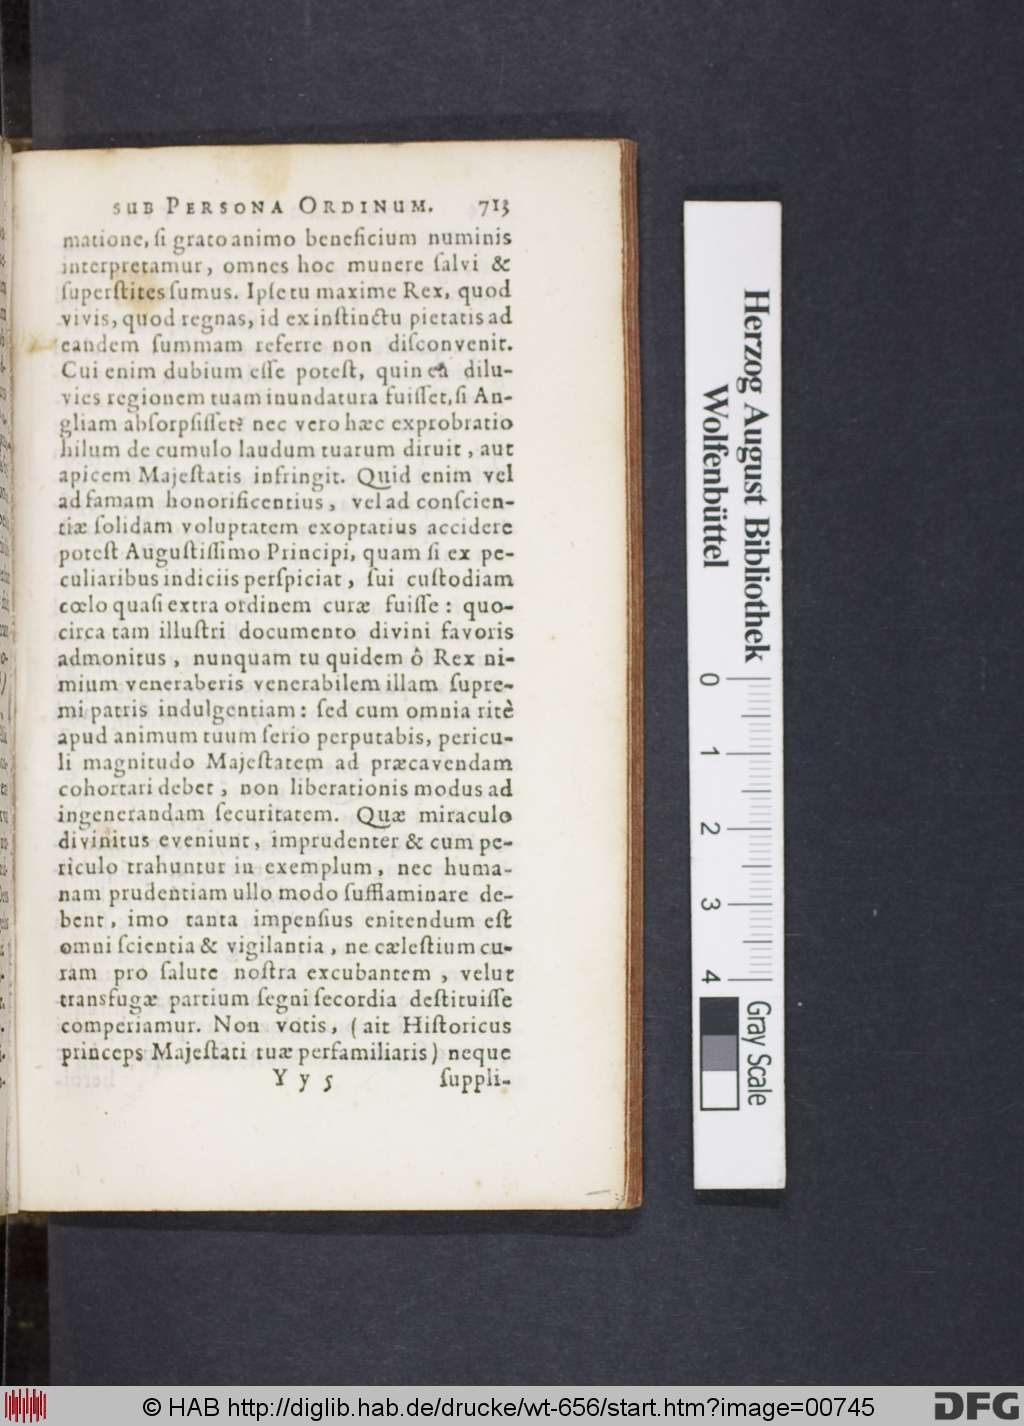 SUB PERSONA ORDINUM. 713
matione, ſi grato animo beneficium numinis
interpretamur, omnes hoc munere ſalvi &
ſuperſtites ſumus. Ipſe tu maxime Rex, quod
vivis, quod regnas, id ex inſtinctu pietatis ad
eandem ſummam referre non diſconvenit.
Cui enim dubium eſſe poteſt, quin ea dilu-
vies regionem tuam inundatura fuiſſet, ſi An-
gliam abſorpſiſſet? nec vero hæc exprobratio
hilum de cumulo laudum tuarum diruit, aut
apicem Majeſtatis infringit. Quid enim vel
ad famam honorificentius, vel ad conſcien-
tiæ ſolidam voluptatem exoptatius accidere
poteſt Auguſtiſſimo Principi, quam ſi ex pe-
culiaribus indiciis perſpiciat, ſui cuſtodiam
cœlo quaſi extra ordinem curæ fuiſſe: quo-
circa tam illuſtri documento divini favoris
admonitus, nunquam tu quidem ô Rex ni-
mium veneraberis venerabilem illam ſupre-
mi patris indulgentiam: ſed cum omnia ritè
apud animum tuum ſerio perputabis, pericu-
li magnitudo Majeſtatem ad præcavendam
cohortari debet, non liberationis modus ad
ingenerandam ſecuritatem. Quæ miraculo
divinitus eveniunt, imprudenter & cum pe-
riculo trahuntur in exemplum, nec huma-
nam prudentiam ullo modo ſufflaminare de-
bent, imo tanta impenſius enitendum eſt
omni ſcientia & vigilantia, ne cæleſtium cu-
ram pro ſalute noſtra excubantem, velut
transfugæ partium ſegni ſecordia deſtituiſſe
comperiamur. Non votis, (ait Hiſtoricus
princeps Majeſtati tuæ perfamiliaris) neque
Y y 5 ſuppli-
Herzog August Bibliothek
Wolfenbüttel
0 1 2 3 4
Gray Scale
© HAB http://diglib.hab.de/drucke/wt-656/start.htm?image=00745
DFG